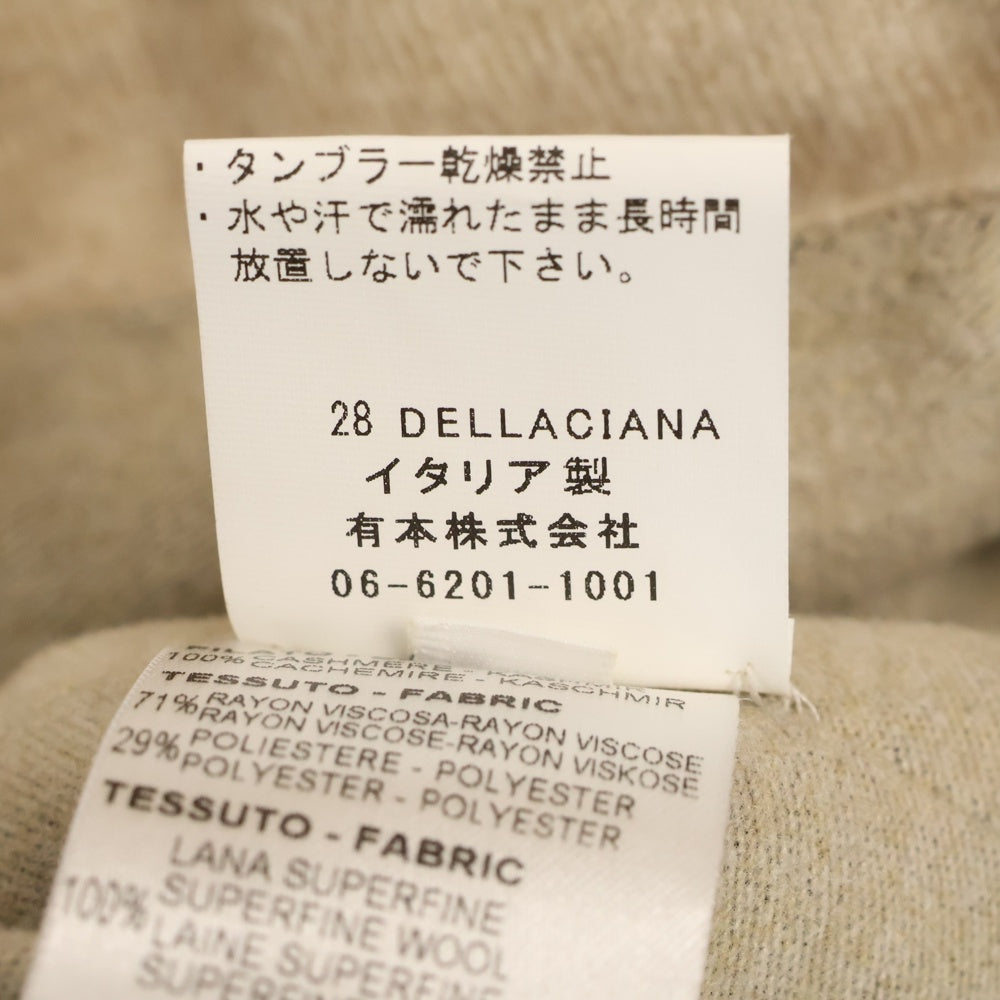 ・タンブラー乾燥禁止
・水や汗で濡れたまま長時間
放置しないで下さい。
28 DELLACIANA
イタリア製
有本株式会社
06-6201-1001
100% CASHMERE - KASHMIR
CACHEMIRE - KASCHMIR
TESSUTO - FABRIC
71% RAYON VISCOSA-RAYON VISCOSE
RAYON VISCOSE-RAYON VISKOSE
29% POLIESTERE - POLYESTER
POLYESTER - POLYESTER
TESSUTO - FABRIC
LANA SUPERFINE
100% SUPERFINE WOOL
LAINE SUPERFINE
SUPERFINE